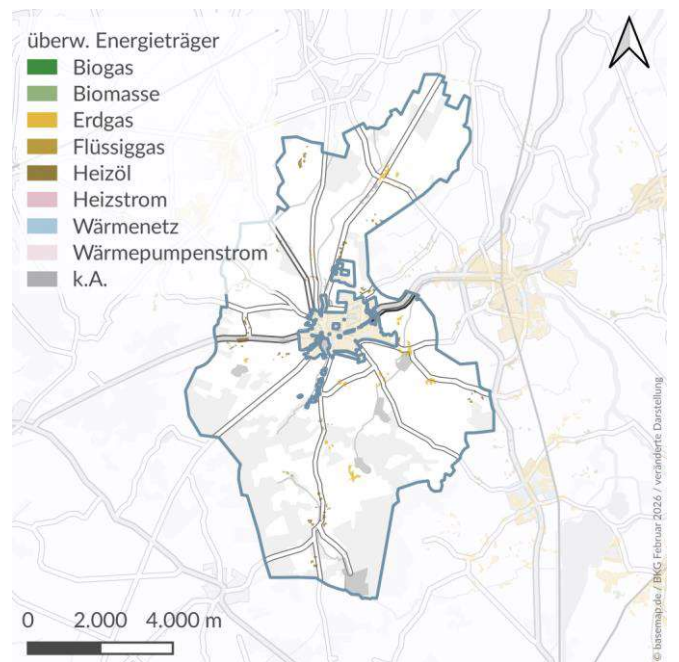 überw. Energieträger
Biogas
Biomasse
Erdgas
Flüssiggas
Heizöl
Heizstrom
Wärmenetz
Wärmepumpenstrom
k.A.
0 2.000 4.000 m
© basemap.de / BKG Februar 2026 / veränderte Darstellung